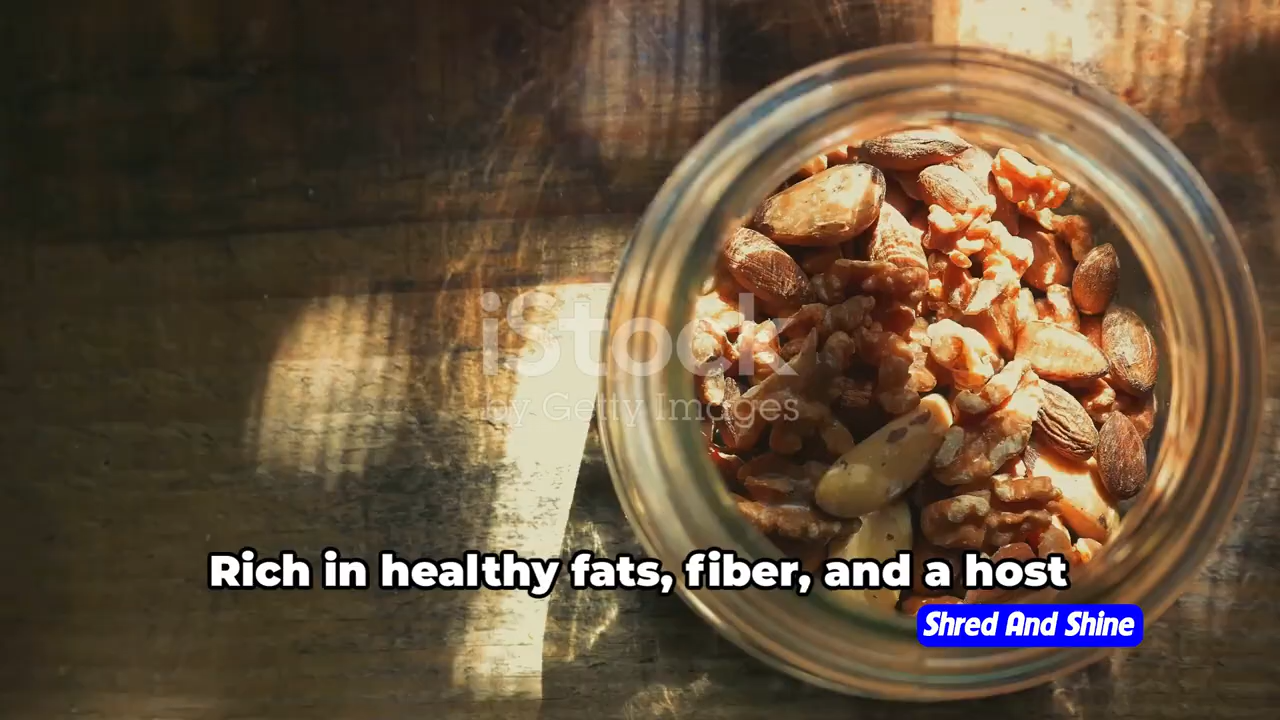 iStock
by Getty Images
Rich in healthy fats, fiber, and a host
Shred And Shine